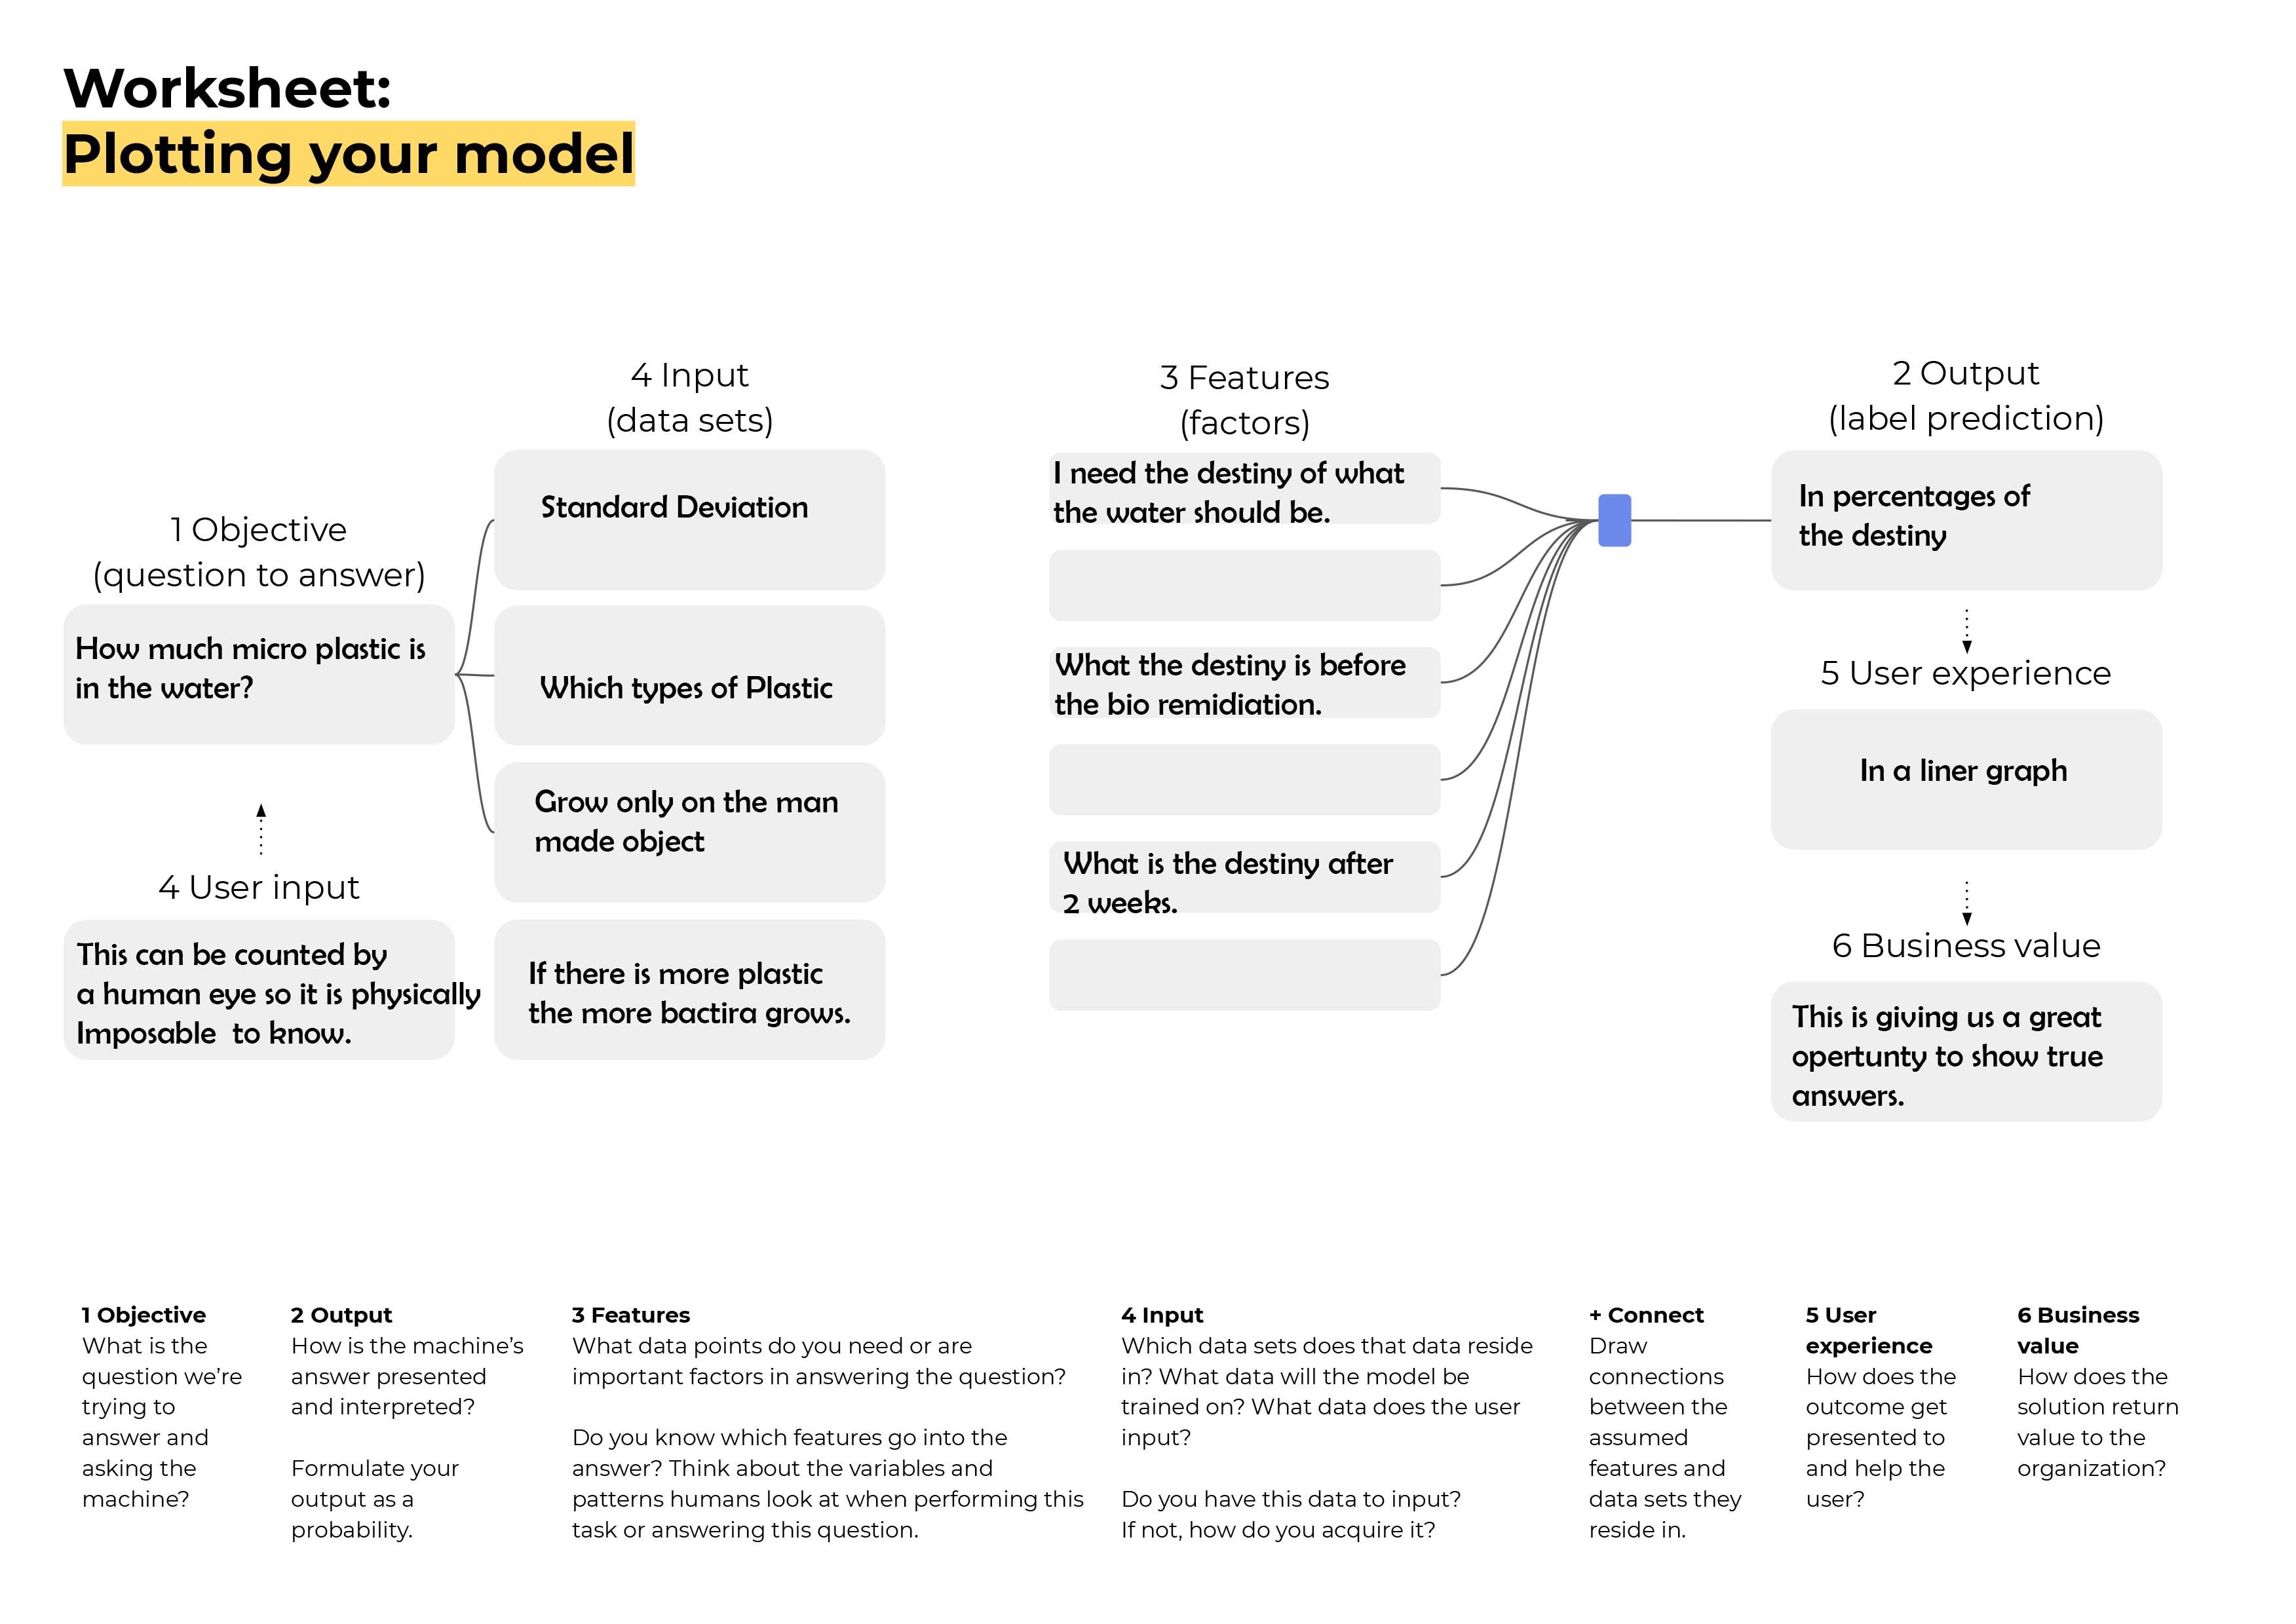 Worksheet:
Plotting your model
1 Objective
(question to answer)
How much micro plastic is
in the water?
4 User input
This can be counted by
a human eye so it is physically
Imposable  to know.
4 Input
(data sets)
Standard Deviation
Which types of Plastic
Grow only on the man
made object
If there is more plastic
the more bactira grows.
3 Features
(factors)
I need the destiny of what
the water should be.
What the destiny is before
the bio remidiation.
What is the destiny after
2 weeks.
2 Output
(label prediction)
In percentages of
the destiny
5 User experience
In a liner graph
6 Business value
This is giving us a great
opertunty to show true
answers.
1 Objective
What is the
question we’re
trying to
answer and
asking the
machine?
2 Output
How is the machine’s
answer presented
and interpreted?
Formulate your
output as a
probability.
3 Features
What data points do you need or are
important factors in answering the question?
Do you know which features go into the
answer? Think about the variables and
patterns humans look at when performing this
task or answering this question.
4 Input
Which data sets does that data reside
in? What data will the model be
trained on? What data does the user
input?
Do you have this data to input?
If not, how do you acquire it?
+ Connect
Draw
connections
between the
assumed
features and
data sets they
reside in.
5 User
experience
How does the
outcome get
presented to
and help the
user?
6 Business
value
How does the
solution return
value to the
organization?